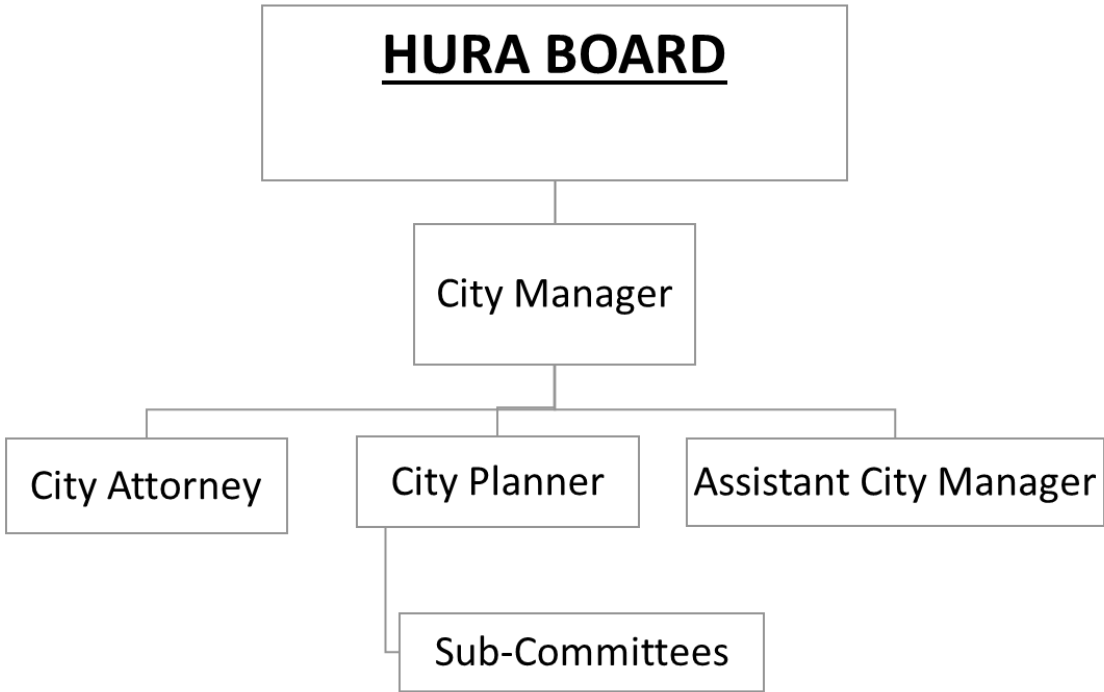 HURA BOARD
City Manager
City Attorney
City Planner
Assistant City Manager
Sub-Committees